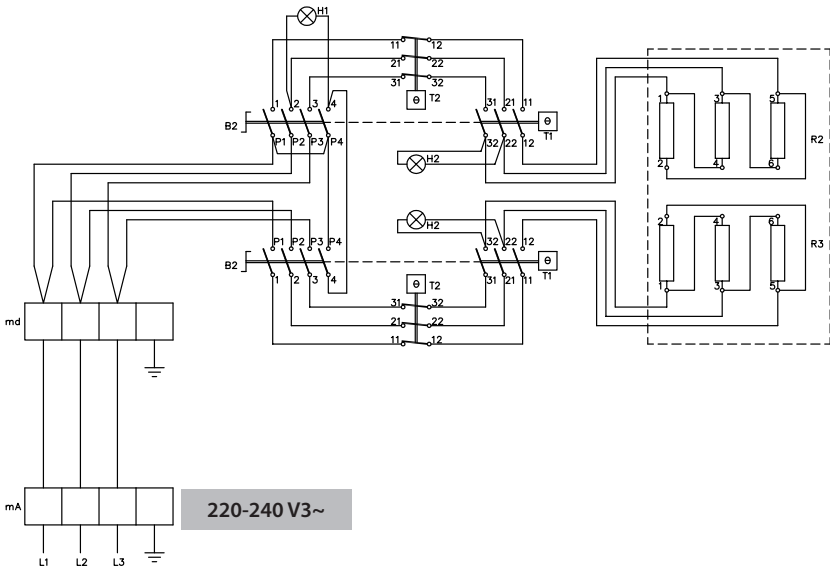 H1
11 12
21 22
31 32
θ T2
1 2 3 4
B2
P1 P2 P3 P4
31 21 11
θ
T1
32 22 12
H2
1 3 5
2 4 6
R2
H2
P1 P2 P3 P4
B2
1 2 3 4
32 22 12
θ
T1
31 21 11
θ T2
31 32
21 22
11 12
2 4 6
1 3 5
R3
md
mA
220-240 V3~
L1 L2 L3